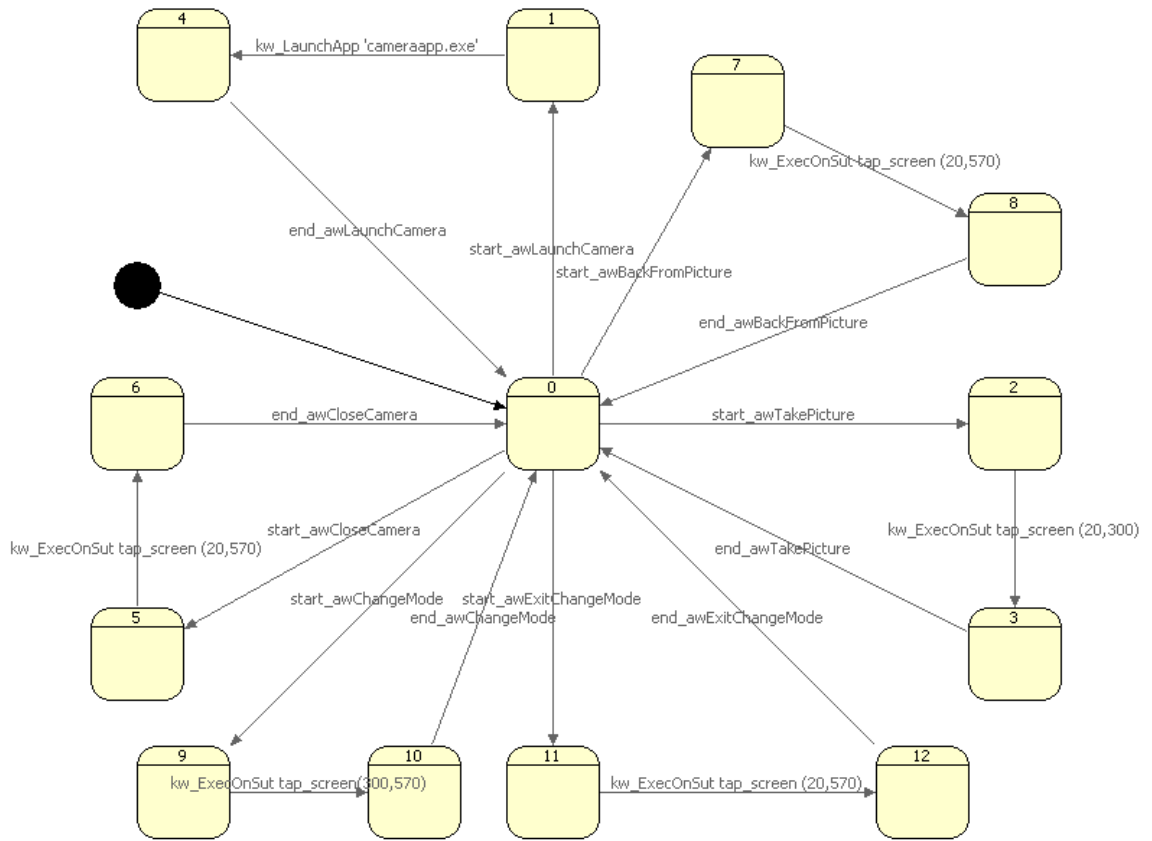 4
1
kw_LaunchApp 'cameraapp.exe'
7
kw_ExecOnSut tap_screen (20,570)
8
end_awLaunchCamera
start_awLaunchCamera
start_awBackFromPicture
end_awBackFromPicture
6
0
2
end_awCloseCamera
start_awTakePicture
start_awCloseCamera
kw_ExecOnSut tap_screen (20,300)
kw_ExecOnSut tap_screen (20,570)
end_awTakePicture
start_awChangeMode
start_awExitChangeMode
end_awChangeMode
end_awExitChangeMode
5
3
9
10
11
12
kw_ExecOnSut tap_screen(300,570)
kw_ExecOnSut tap_screen (20,570)